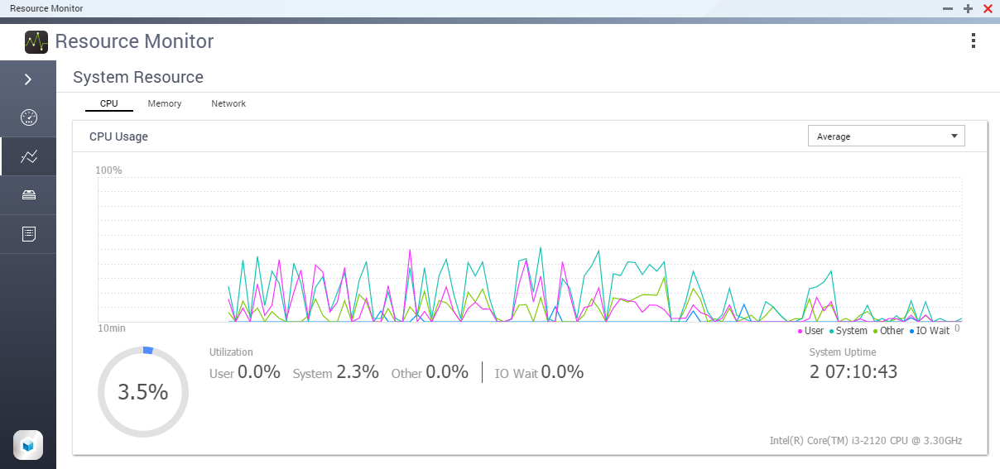 Resource Monitor
Resource Monitor
System Resource
CPU Memory Network
CPU Usage
Average
100%
10min 0
User System Other IO Wait
Utilization
User 0.0% System 2.3% Other 0.0% IO Wait 0.0%
System Uptime
2 07:10:43
3.5%
Intel(R) Core(TM) i3-2120 CPU @ 3.30GHz